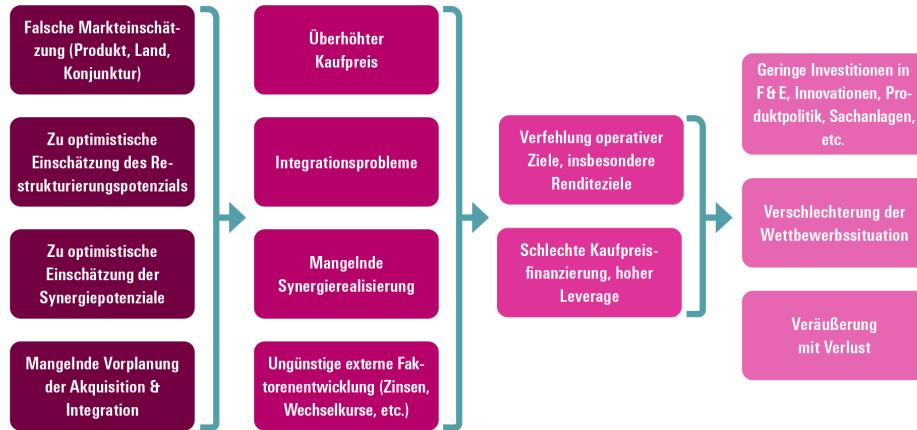 Falsche Markteinschät-
zung (Produkt, Land,
Konjunktur)
Zu optimistische
Einschätzung des Re-
strukturierungspotenzials
Zu optimistische
Einschätzung der
Synergiepotenziale
Mangelnde Vorplanung
der Akquisition &
Integration
Überhöhter
Kaufpreis
Integrationsprobleme
Mangelnde
Synergierealisierung
Ungünstige externe Fak-
torenentwicklung (Zinsen,
Wechselkurse, etc.)
Verfehlung operativer
Ziele, insbesondere
Renditeziele
Schlechte Kaufpreis-
finanzierung, hoher
Leverage
Geringe Investitionen in
F & E, Innovationen, Pro-
duktpolitik, Sachanlagen,
etc.
Verschlechterung der
Wettbewerbssituation
Veräußerung
mit Verlust